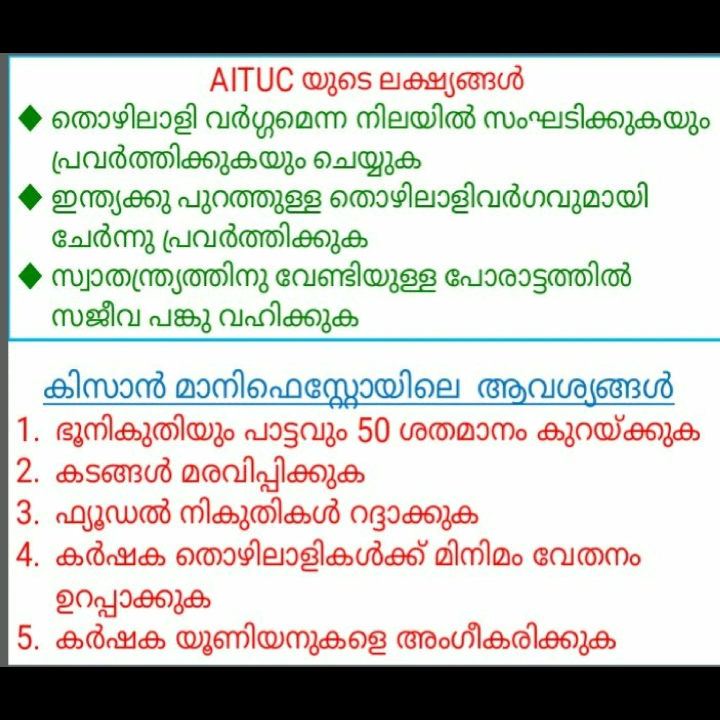 AITUC യുടെ ലക്ഷ്യങ്ങൾ
◆ തൊഴിലാളി വർഗ്ഗമെന്ന നിലയിൽ സംഘടിക്കുകയും
പ്രവർത്തിക്കുകയും ചെയ്യുക
◆ ഇന്ത്യക്കു പുറത്തുള്ള തൊഴിലാളിവർഗവുമായി
ചേർന്നു പ്രവർത്തിക്കുക
◆ സ്വാതന്ത്ര്യത്തിനു വേണ്ടിയുള്ള പോരാട്ടത്തിൽ
സജീവ പങ്കു വഹിക്കുക
കിസാൻ മാനിഫെസ്റ്റോയിലെ ആവശ്യങ്ങൾ
1. ഭൂനികുതിയും പാട്ടവും 50 ശതമാനം കുറയ്ക്കുക
2. കടങ്ങൾ മരവിപ്പിക്കുക
3. ഫ്യൂഡൽ നികുതികൾ റദ്ദാക്കുക
4. കർഷക തൊഴിലാളികൾക്ക് മിനിമം വേതനം
ഉറപ്പാക്കുക
5. കർഷക യൂണിയനുകളെ അംഗീകരിക്കുക